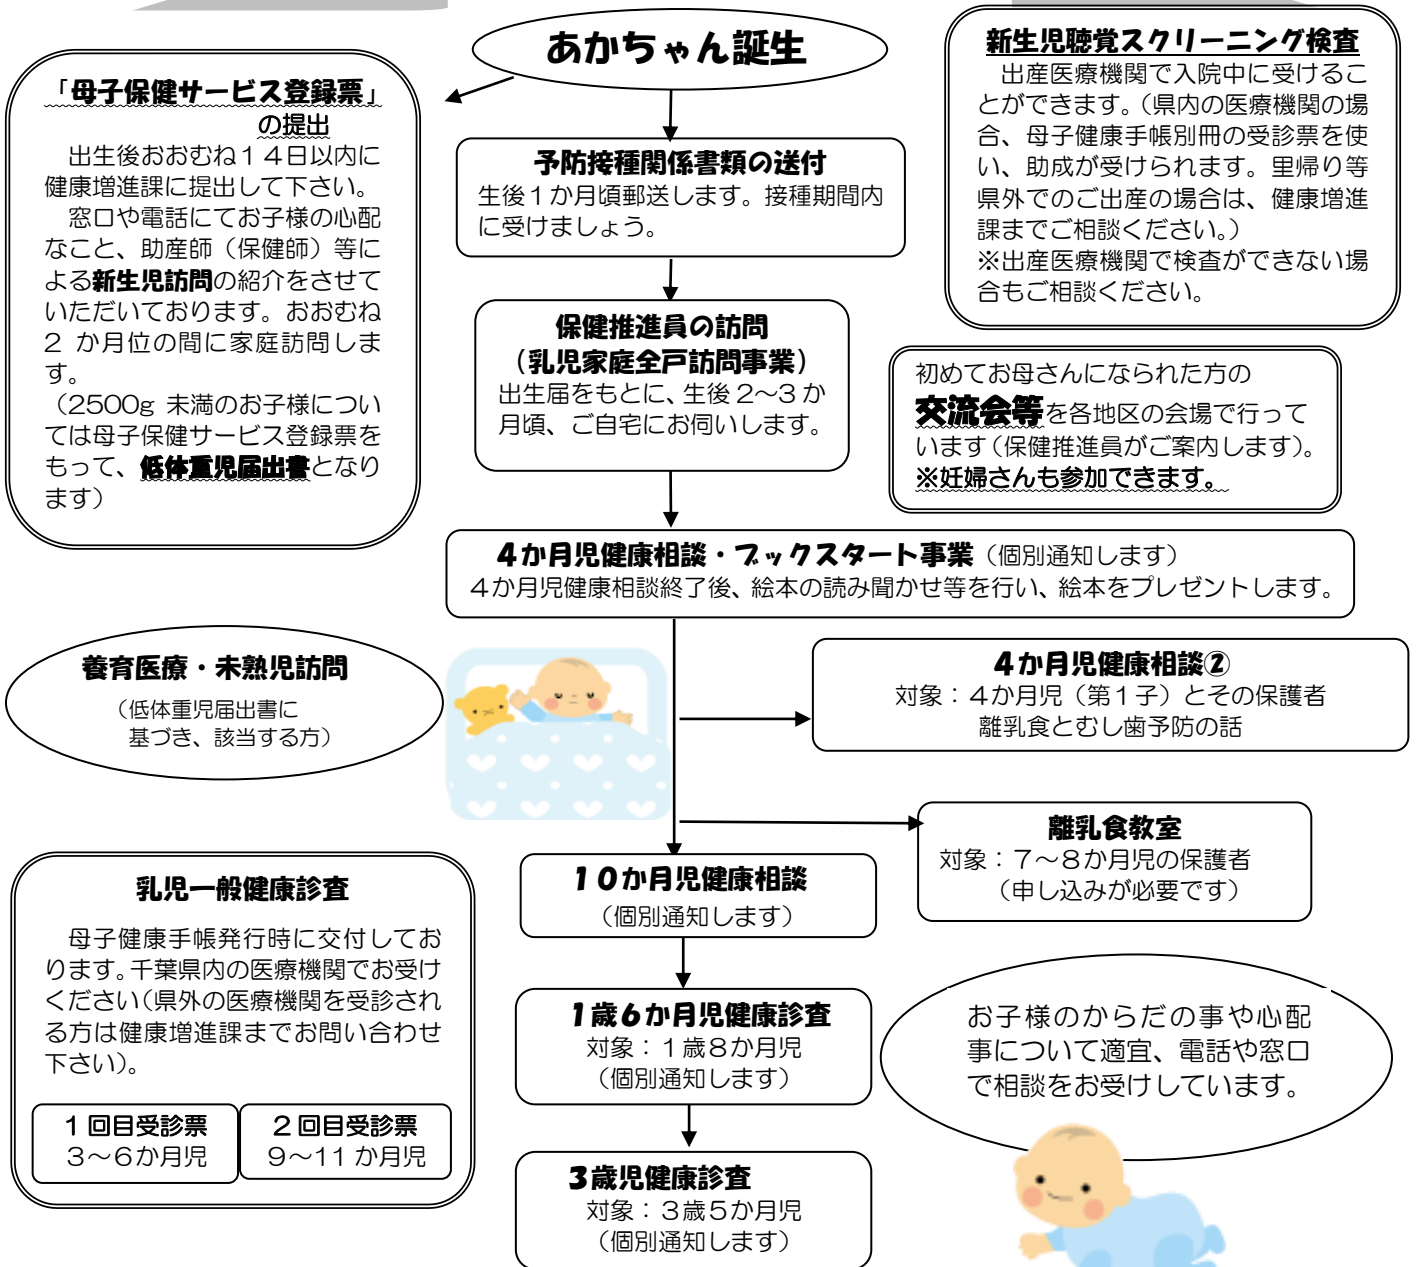 あかちゃん誕生
「母子保健サービス登録票」
の提出
出生後おおむね14日以内に
健康増進課に提出して下さい。
窓口や電話にてお子様の心配
なこと、助産師（保健師）等に
よる新生児訪問の紹介をさせて
いただいております。おおむね
2 か月位の間に家庭訪問しま
す。
（2500g 未満のお子様につい
ては母子保健サービス登録票を
もって、低体重児届出書となり
ます）
予防接種関係書類の送付
生後1か月頃郵送します。接種期間内
に受けましょう。
新生児聴覚スクリーニング検査
出産医療機関で入院中に受けるこ
とができます。（県内の医療機関の場
合、母子健康手帳別冊の受診票を使
い、助成が受けられます。里帰り等
県外でのご出産の場合は、健康増進
課までご相談ください。）
※出産医療機関で検査ができない場
合もご相談ください。
保健推進員の訪問
（乳児家庭全戸訪問事業）
出生届をもとに、生後2～3か
月頃、ご自宅にお伺いします。
初めてお母さんになられた方の
交流会等を各地区の会場で行って
います（保健推進員がご案内します）。
※妊婦さんも参加できます。
4か月児健康相談・ブックスタート事業（個別通知します）
4か月児健康相談終了後、絵本の読み聞かせ等を行い、絵本をプレゼントします。
養育医療・未熟児訪問
（低体重児届出書に
基づき、該当する方）
4か月児健康相談②
対象：4か月児（第1子）とその保護者
離乳食とむし歯予防の話
離乳食教室
対象：7～8か月児の保護者
（申し込みが必要です）
10か月児健康相談
（個別通知します）
乳児一般健康診査
母子健康手帳発行時に交付してお
ります。千葉県内の医療機関でお受け
ください（県外の医療機関を受診され
る方は健康増進課までお問い合わせ
下さい）。
1回目受診票
3～6か月児
2回目受診票
9～11か月児
1歳6か月児健康診査
対象：1歳8か月児
（個別通知します）
3歳児健康診査
対象：3歳5か月児
（個別通知します）
お子様のからだの事や心配
事について適宜、電話や窓口
で相談をお受けしています。